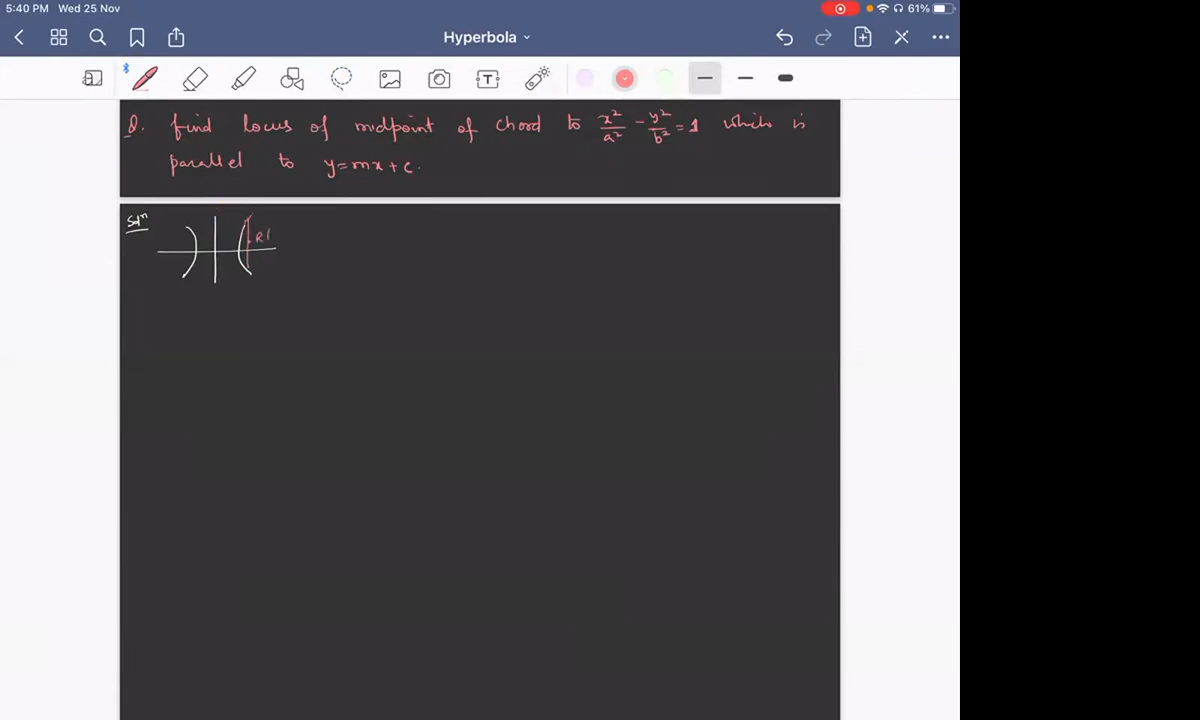 5:40 PM Wed 25 Nov
61%
Hyperbola
T
Q. find locus of midpoint of chord to x²/a² - y²/b² = 1 which is
parallel to y=mx+c.
Solⁿ